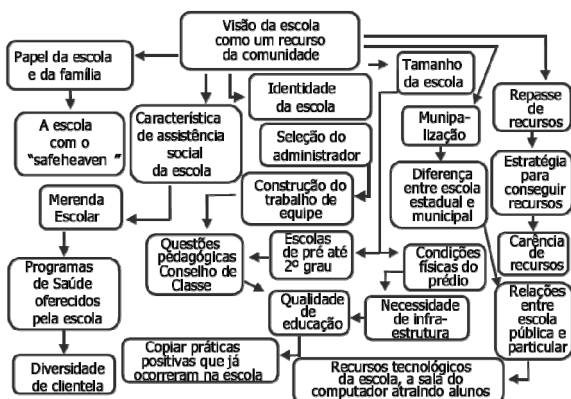 Visão da escola
como um recurso
da comunidade
Papel da escola
e da família
Tamanho
da escola
Identidade
da escola
Repasse
de
recursos
A escola
com o
“safeheaven ”
Característica
de assistência
social
da escola
Munipa-
lização
Seleção do
administrador
Estratégia
para
conseguir
recursos
Merenda
Escolar
Construção do
trabalho de
equipe
Diferença
entre escola
estadual e
municipal
Questões
pedagógicas
Conselho de
Classe
Escolas
de pré até
2º grau
Condições
físicas do
prédio
Carência
de recursos
Programas
de Saúde
oferecidos
pela escola
Qualidade
de
educação
Necessidade
de infra-
estrutura
Relações
entre
escola
pública e
particular
Copiar práticas
positivas que já
ocorreram na escola
Diversidade
de clientela
Recursos tecnológicos
da escola, a sala do
computador atraindo alunos